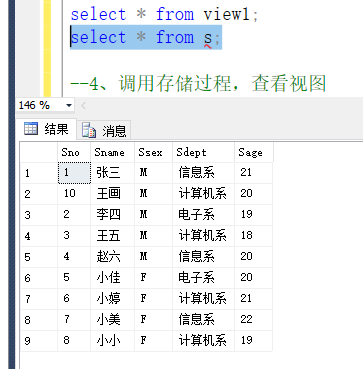 select * from view1;
select * from s;
--4、调用存储过程，查看视图
146 %
结果 消息
Sno Sname Ssex Sdept Sage
1 1 张三 M 信息系 21
2 10 王画 M 计算机系 20
3 2 李四 M 电子系 19
4 3 王五 M 计算机系 18
5 4 赵六 M 信息系 20
6 5 小佳 F 电子系 20
7 6 小婷 F 计算机系 21
8 7 小美 F 信息系 22
9 8 小小 F 计算机系 19